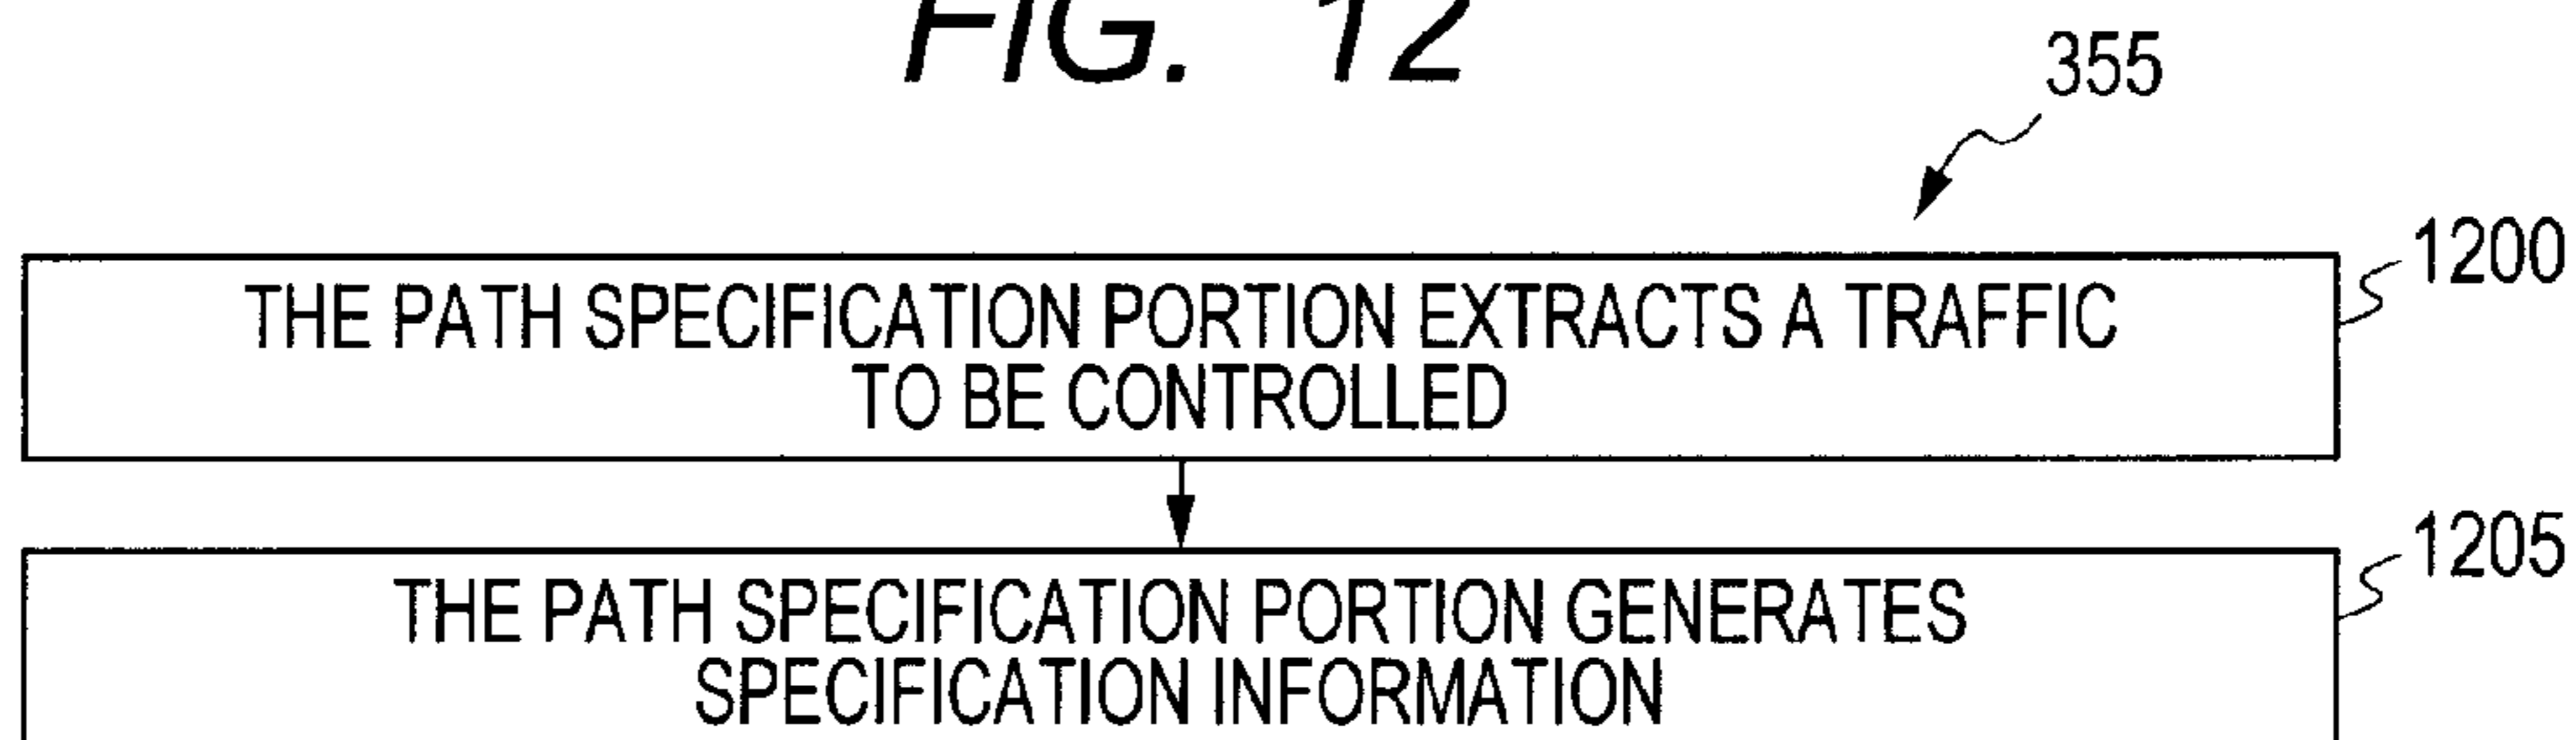 FIG. 12
355
1200
THE PATH SPECIFICATION PORTION EXTRACTS A TRAFFIC
TO BE CONTROLLED
1205
THE PATH SPECIFICATION PORTION GENERATES
SPECIFICATION INFORMATION